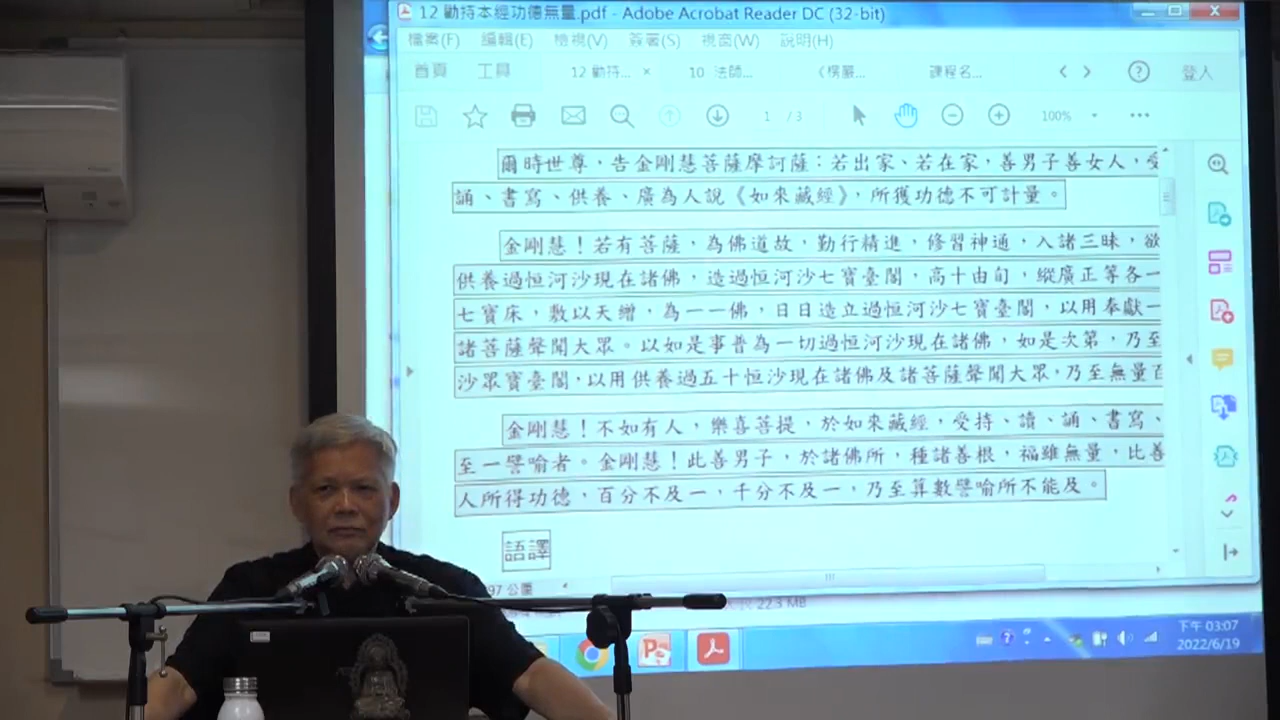 12 勸持本經功德無量.pdf - Adobe Acrobat Reader DC (32-bit)
檔案(F) 編輯(E) 檢視(V) 簽署(S) 視窗(W) 說明(H)
首頁 工具 12 勸持... × 10 法師... 《楞嚴... 課程名... 登入
1 / 3 100%
爾時世尊，告金剛慧菩薩摩訶薩：若出家、若在家，善男子善女人，受
誦、書寫、供養、廣為人說《如來藏經》，所獲功德不可計量。
金剛慧！若有菩薩，為佛道故，勤行精進，修習神通，入諸三昧，欲
供養過恒河沙現在諸佛，造過恒河沙七寶臺閣，高十由旬，縱廣正等各一
七寶床，敷以天繒，為一一佛，日日造立過恒河沙七寶臺閣，以用奉獻一
諸菩薩聲聞大眾。以如是事普為一切過恒河沙現在諸佛，如是次第，乃至
沙眾寶臺閣，以用供養過五十恒沙現在諸佛及諸菩薩聲聞大眾，乃至無量百
金剛慧！不如有人，樂喜菩提，於如來藏經，受持、讀、誦、書寫、
至一譬喻者。金剛慧！此善男子，於諸佛所，種諸善根，福雖無量，比善
人所得功德，百分不及一，千分不及一，乃至算數譬喻所不能及。
語譯
97 公厘
22.3 MB
下午 03:07
2022/6/19